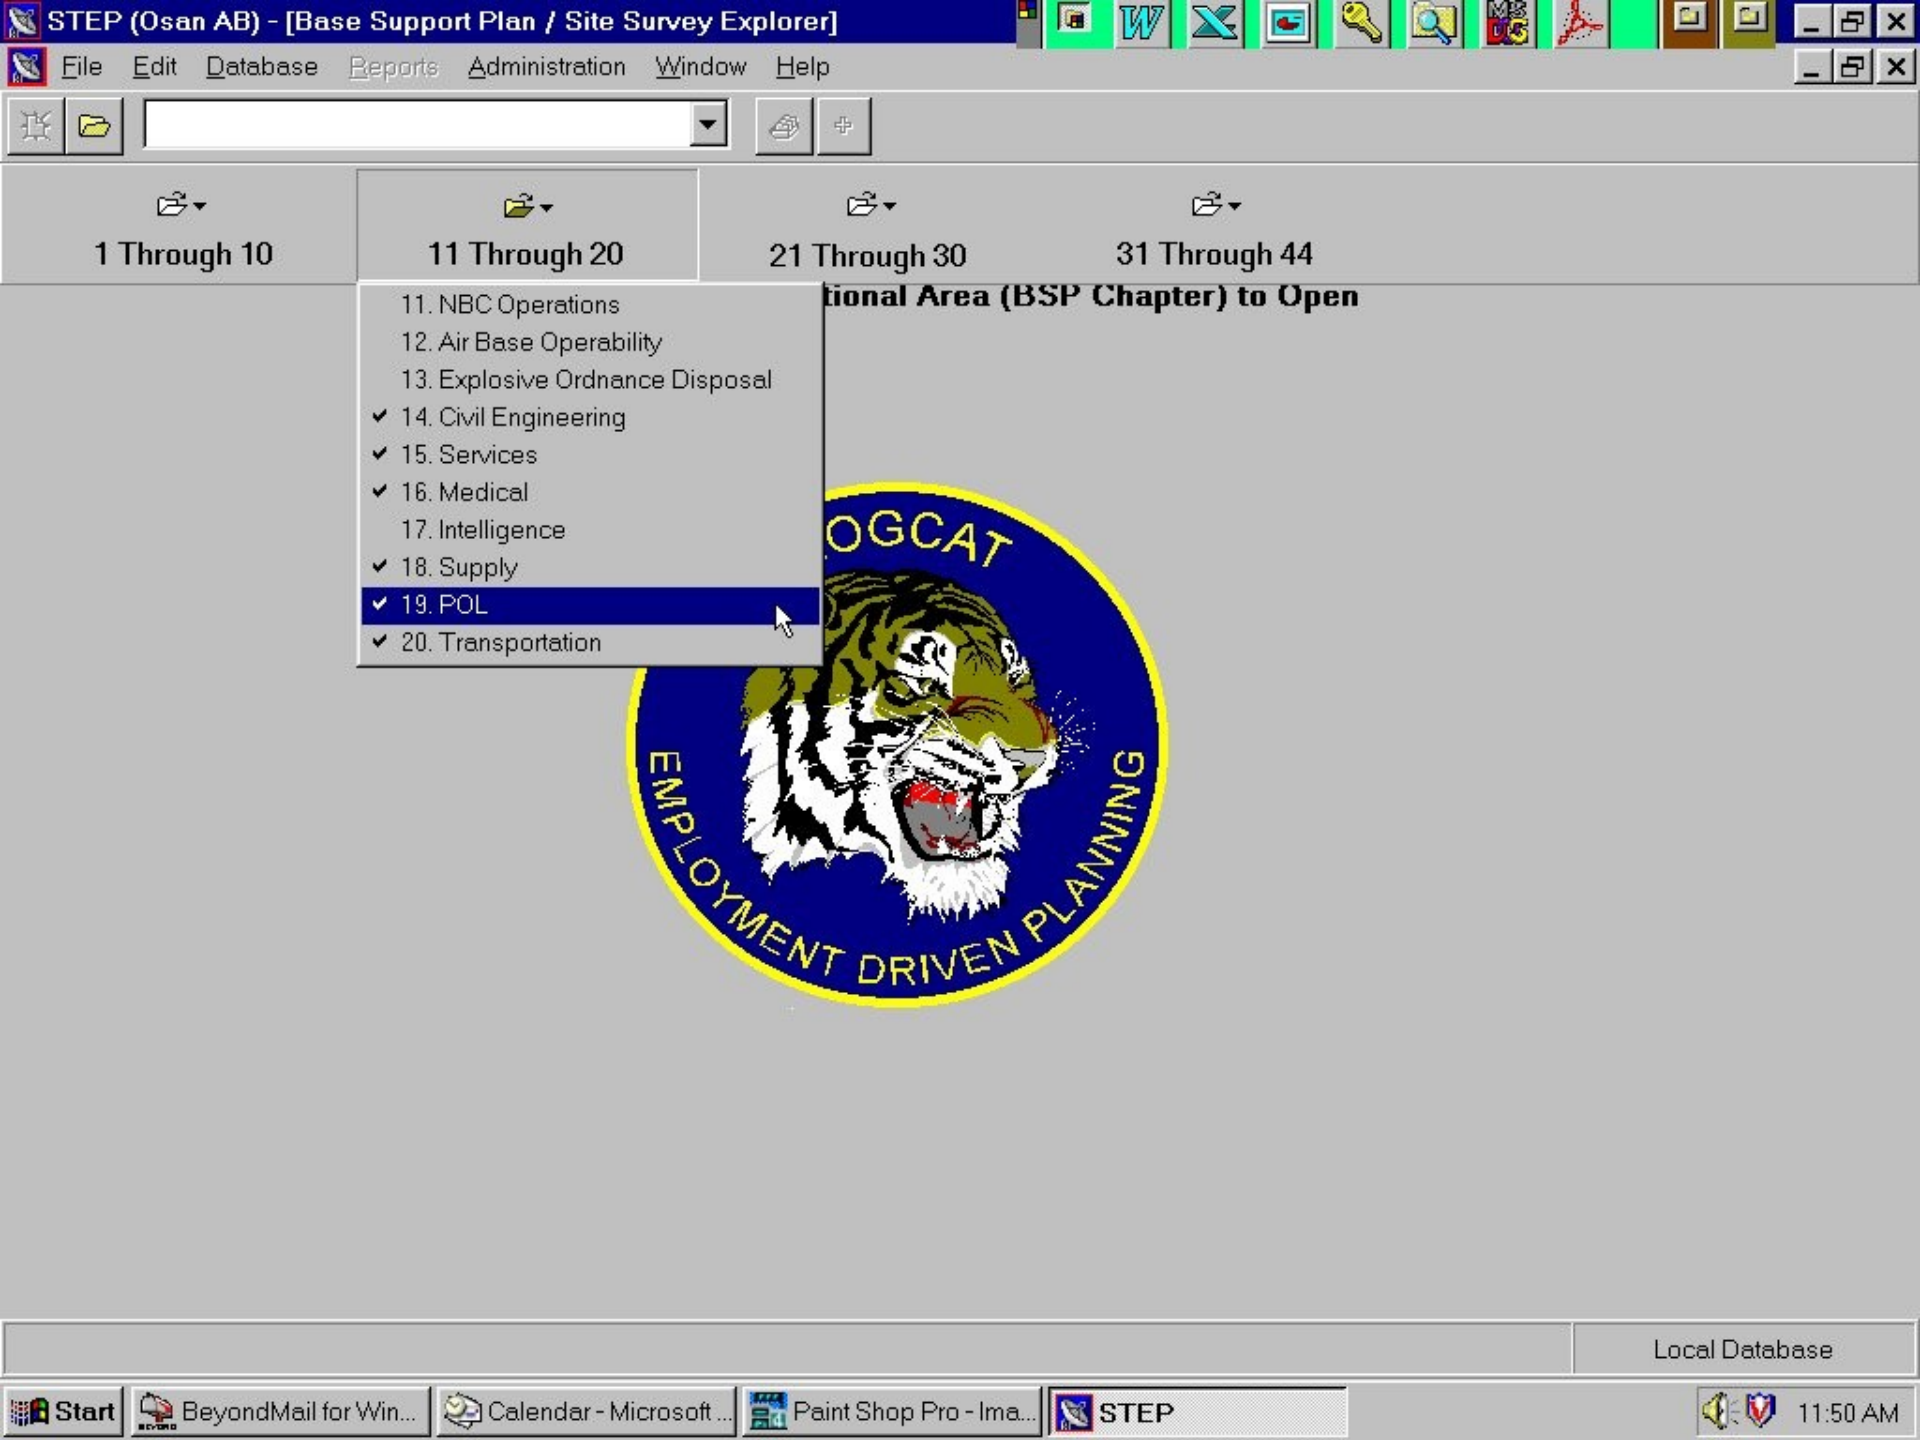 STEP (Osan AB) - [Base Support Plan / Site Survey Explorer]
File Edit Database Reports Administration Window Help
1 Through 10
11 Through 20
21 Through 30
31 Through 44
tional Area (BSP Chapter) to Open
11. NBC Operations
12. Air Base Operability
13. Explosive Ordnance Disposal
14. Civil Engineering
15. Services
16. Medical
17. Intelligence
18. Supply
19. POL
20. Transportation
OGCAT
EMPLOYMENT DRIVEN PLANNING
Local Database
Start BeyondMail for Win... Calendar - Microsoft ... Paint Shop Pro - Ima... STEP 11:50 AM